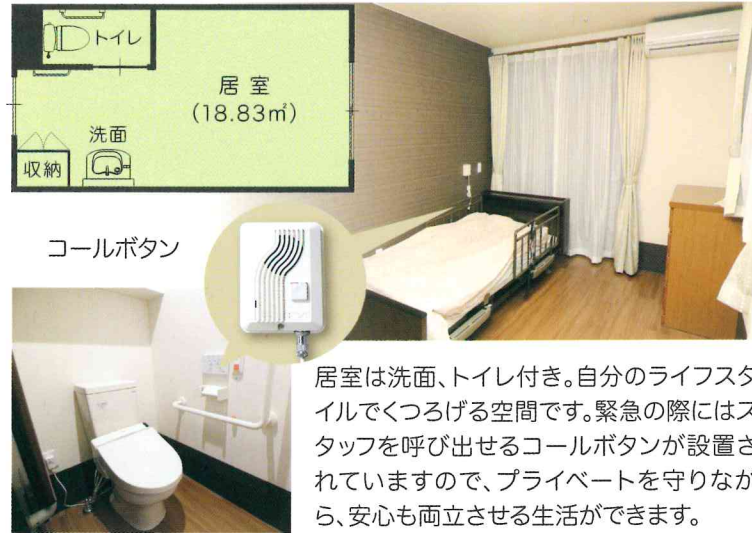 トイレ
居室
(18.83㎡)
洗面
収納
コールボタン
居室は洗面、トイレ付き。自分のライフスタ
イルでくつろげる空間です。緊急の際にはス
タッフを呼び出せるコールボタンが設置さ
れていますので、プライベートを守りなが
ら、安心も両立させる生活ができます。